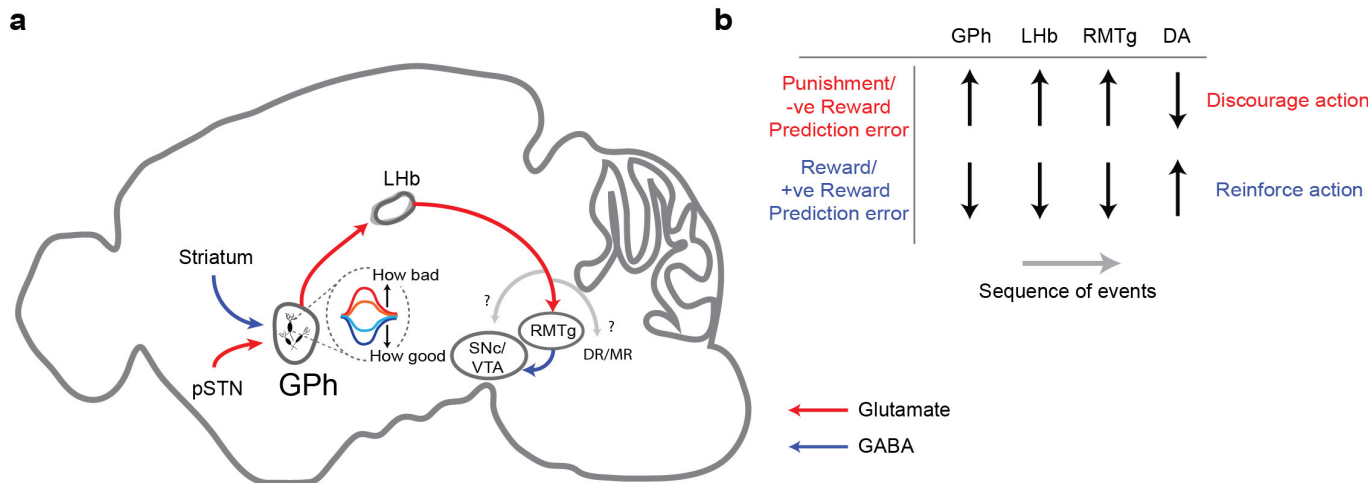 a
LHb
Striatum
How bad
?
?
RMTg
SNc/
VTA
DR/MR
How good
pSTN
GPh
b
GPh LHb RMTg DA
Punishment/
-ve Reward
Prediction error
Discourage action
Reward/
+ve Reward
Prediction error
Reinforce action
Sequence of events
Glutamate
GABA